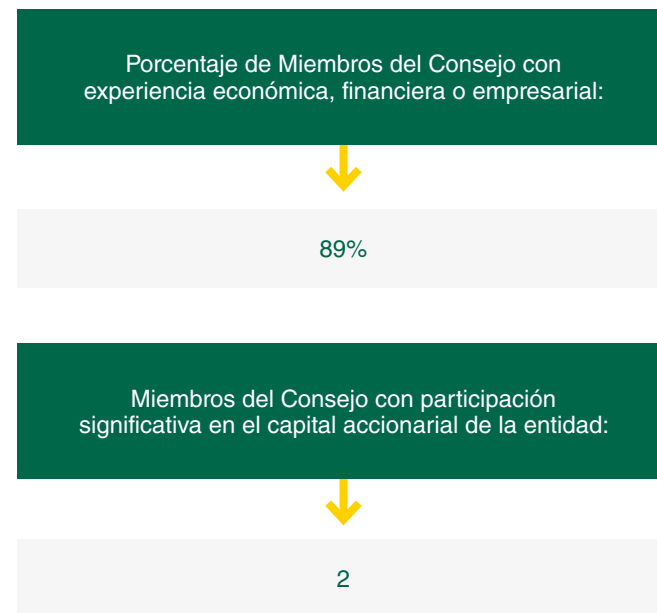 Porcentaje de Miembros del Consejo con
experiencia económica, financiera o empresarial:
89%
Miembros del Consejo con participación
significativa en el capital accionarial de la entidad:
2